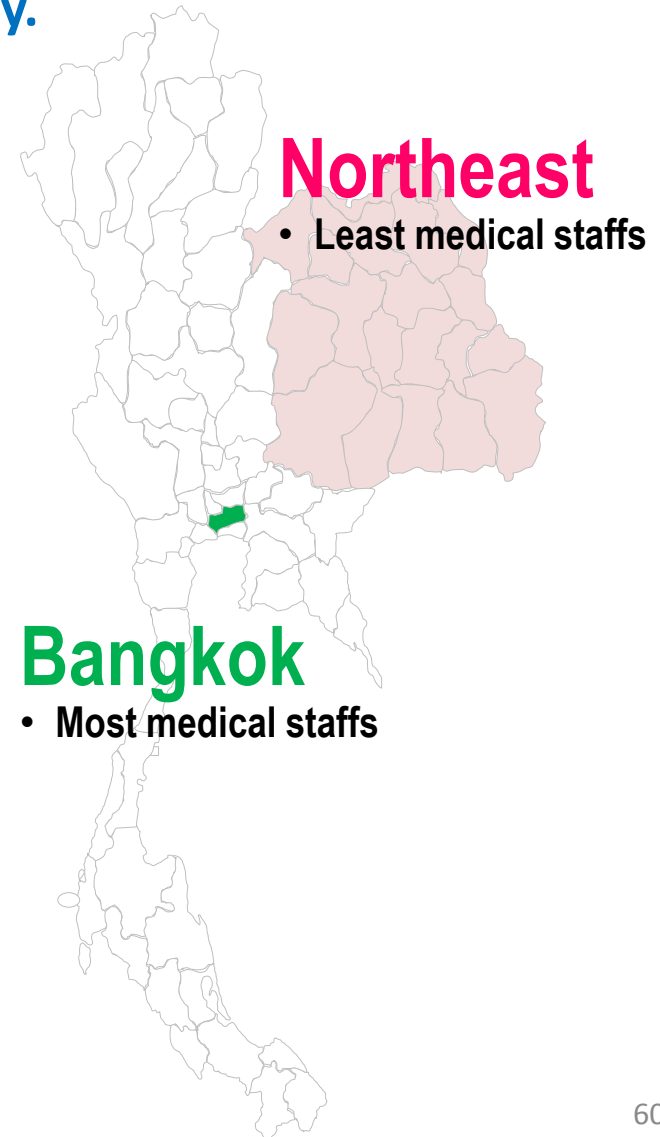 y.
Northeast
• Least medical staffs
Bangkok
• Most medical staffs
60